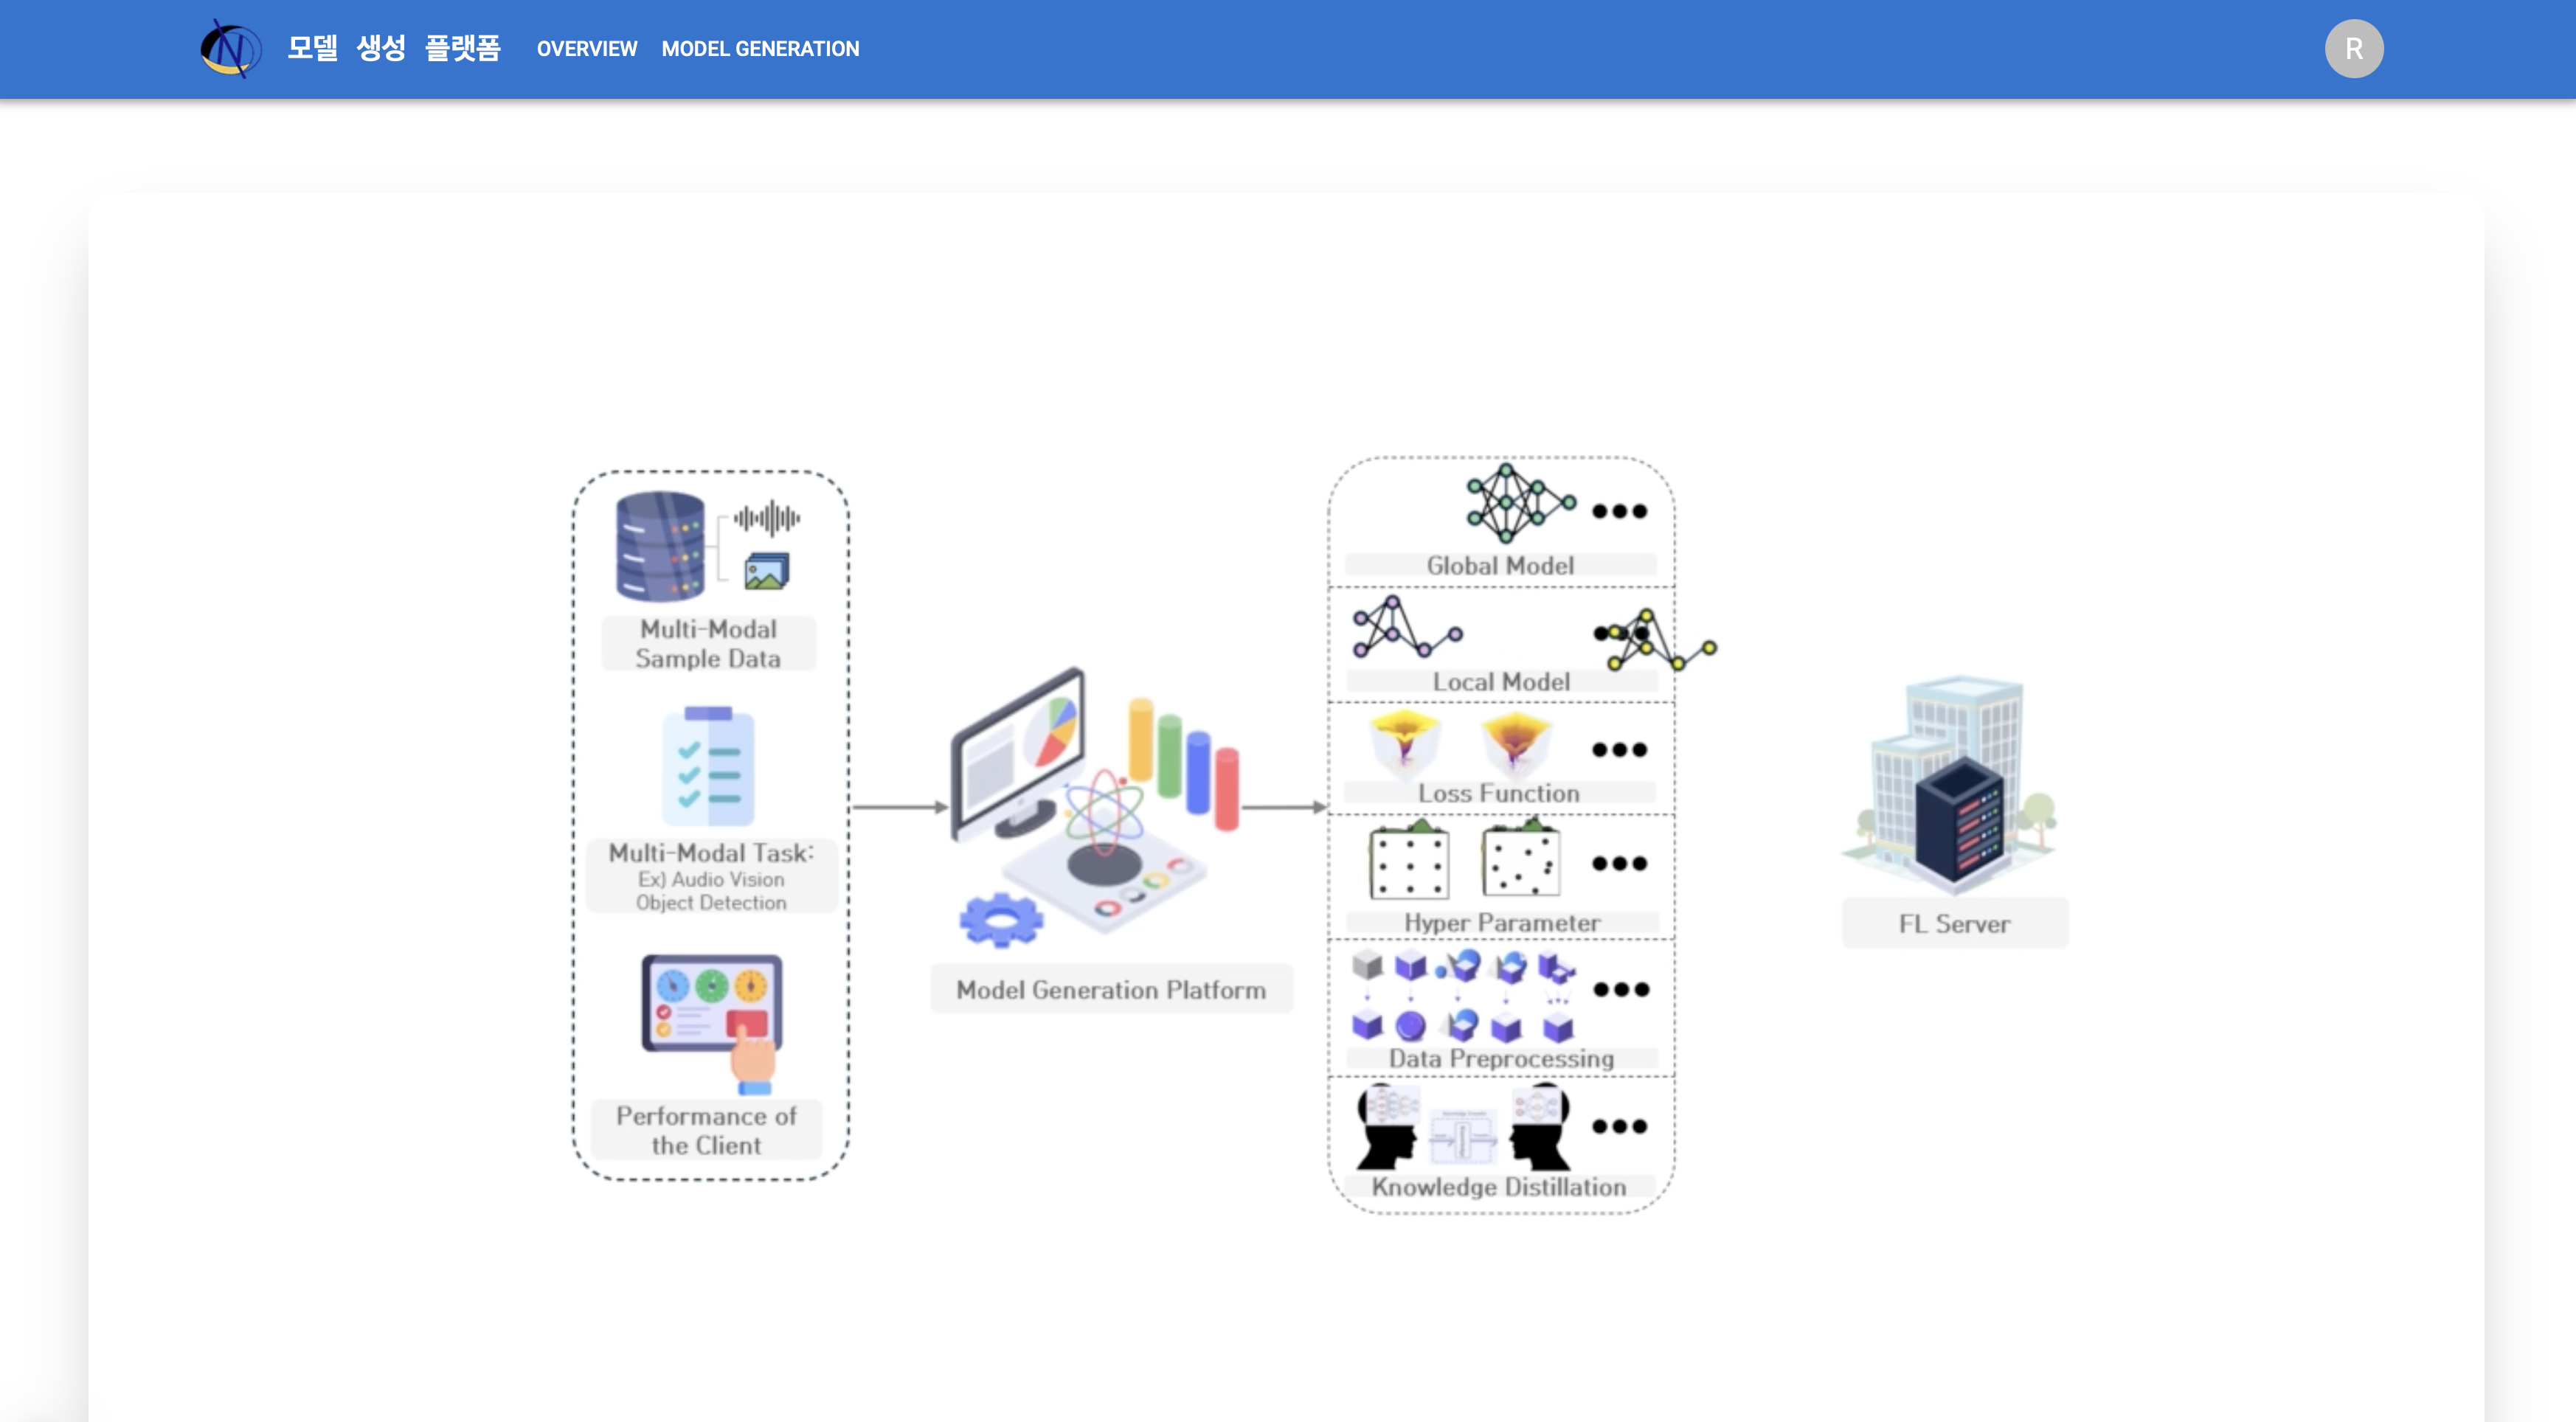 모델 생성 플랫폼
OVERVIEW
MODEL GENERATION
R
Multi-Modal
Sample Data
Multi-Modal Task:
Ex) Audio Vision
Object Detection
Performance of
the Client
Model Generation Platform
Global Model
Local Model
Loss Function
Hyper Parameter
Data Preprocessing
Knowledge Distillation
FL Server